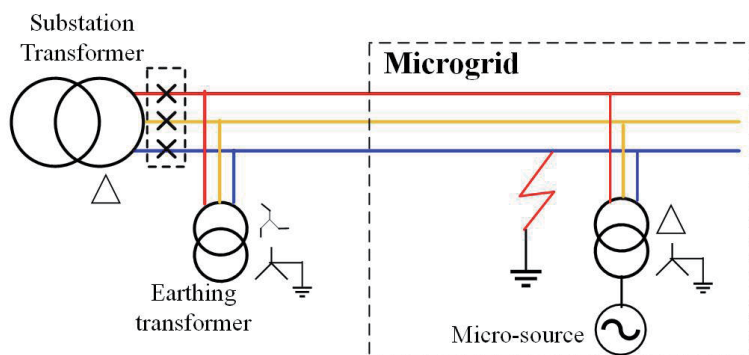 Substation
Transformer
Microgrid
Earthing
transformer
Micro-source